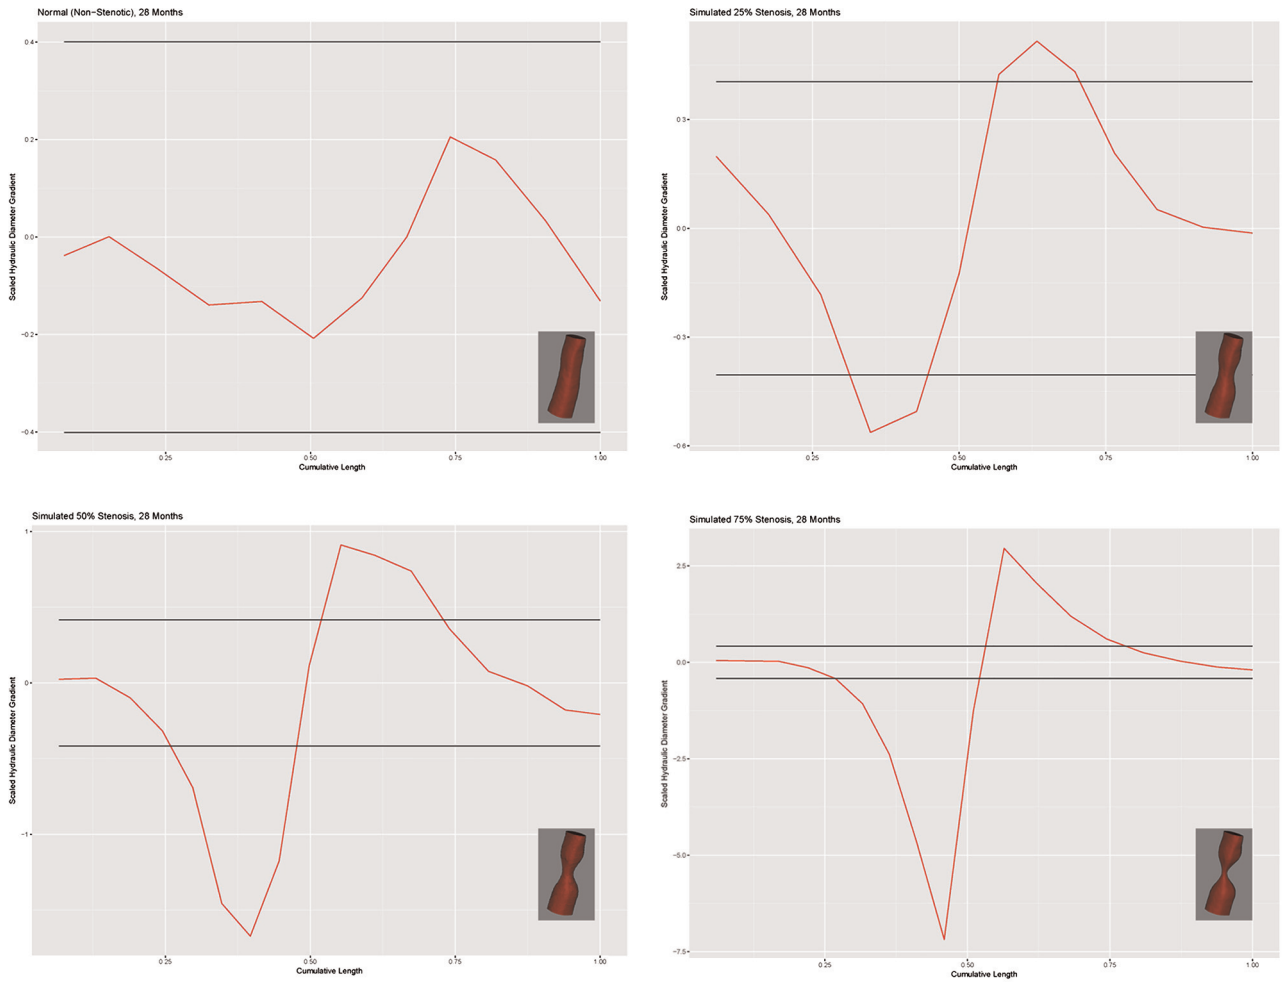 Normal (Non-Stenotic), 28 Months
Scaled Hydraulic Diameter Gradient
0.4
0.2
0.0
-0.2
-0.4
0.25
0.50
0.75
1.00
Cumulative Length
Simulated 25% Stenosis, 28 Months
Scaled Hydraulic Diameter Gradient
0.3
0.0
-0.3
-0.6
0.25
0.50
0.75
1.00
Cumulative Length
Simulated 50% Stenosis, 28 Months
Scaled Hydraulic Diameter Gradient
1
0
-1
0.25
0.50
0.75
1.00
Cumulative Length
Simulated 75% Stenosis, 28 Months
Scaled Hydraulic Diameter Gradient
2.5
0.0
-2.5
-5.0
-7.5
0.25
0.50
0.75
1.00
Cumulative Length